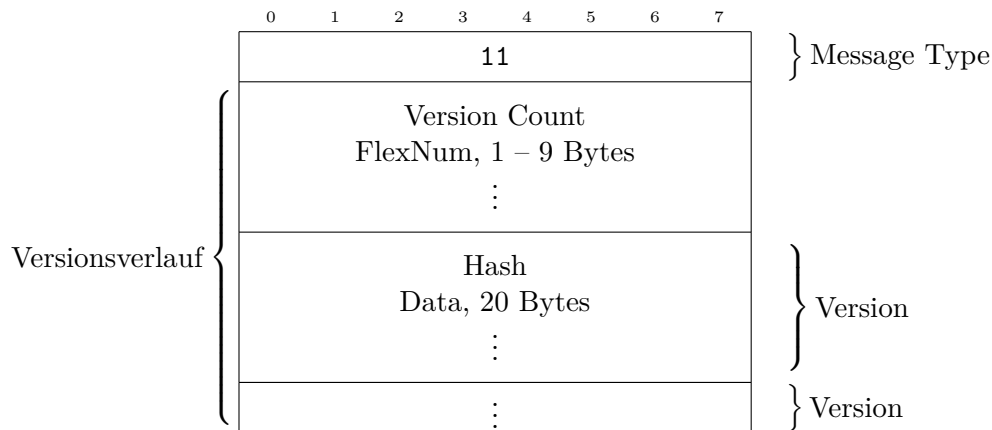 0 1 2 3 4 5 6 7
11
Message Type
Version Count
FlexNum, 1 – 9 Bytes
⋮
Versionsverlauf
Hash
Data, 20 Bytes
⋮
Version
⋮
Version